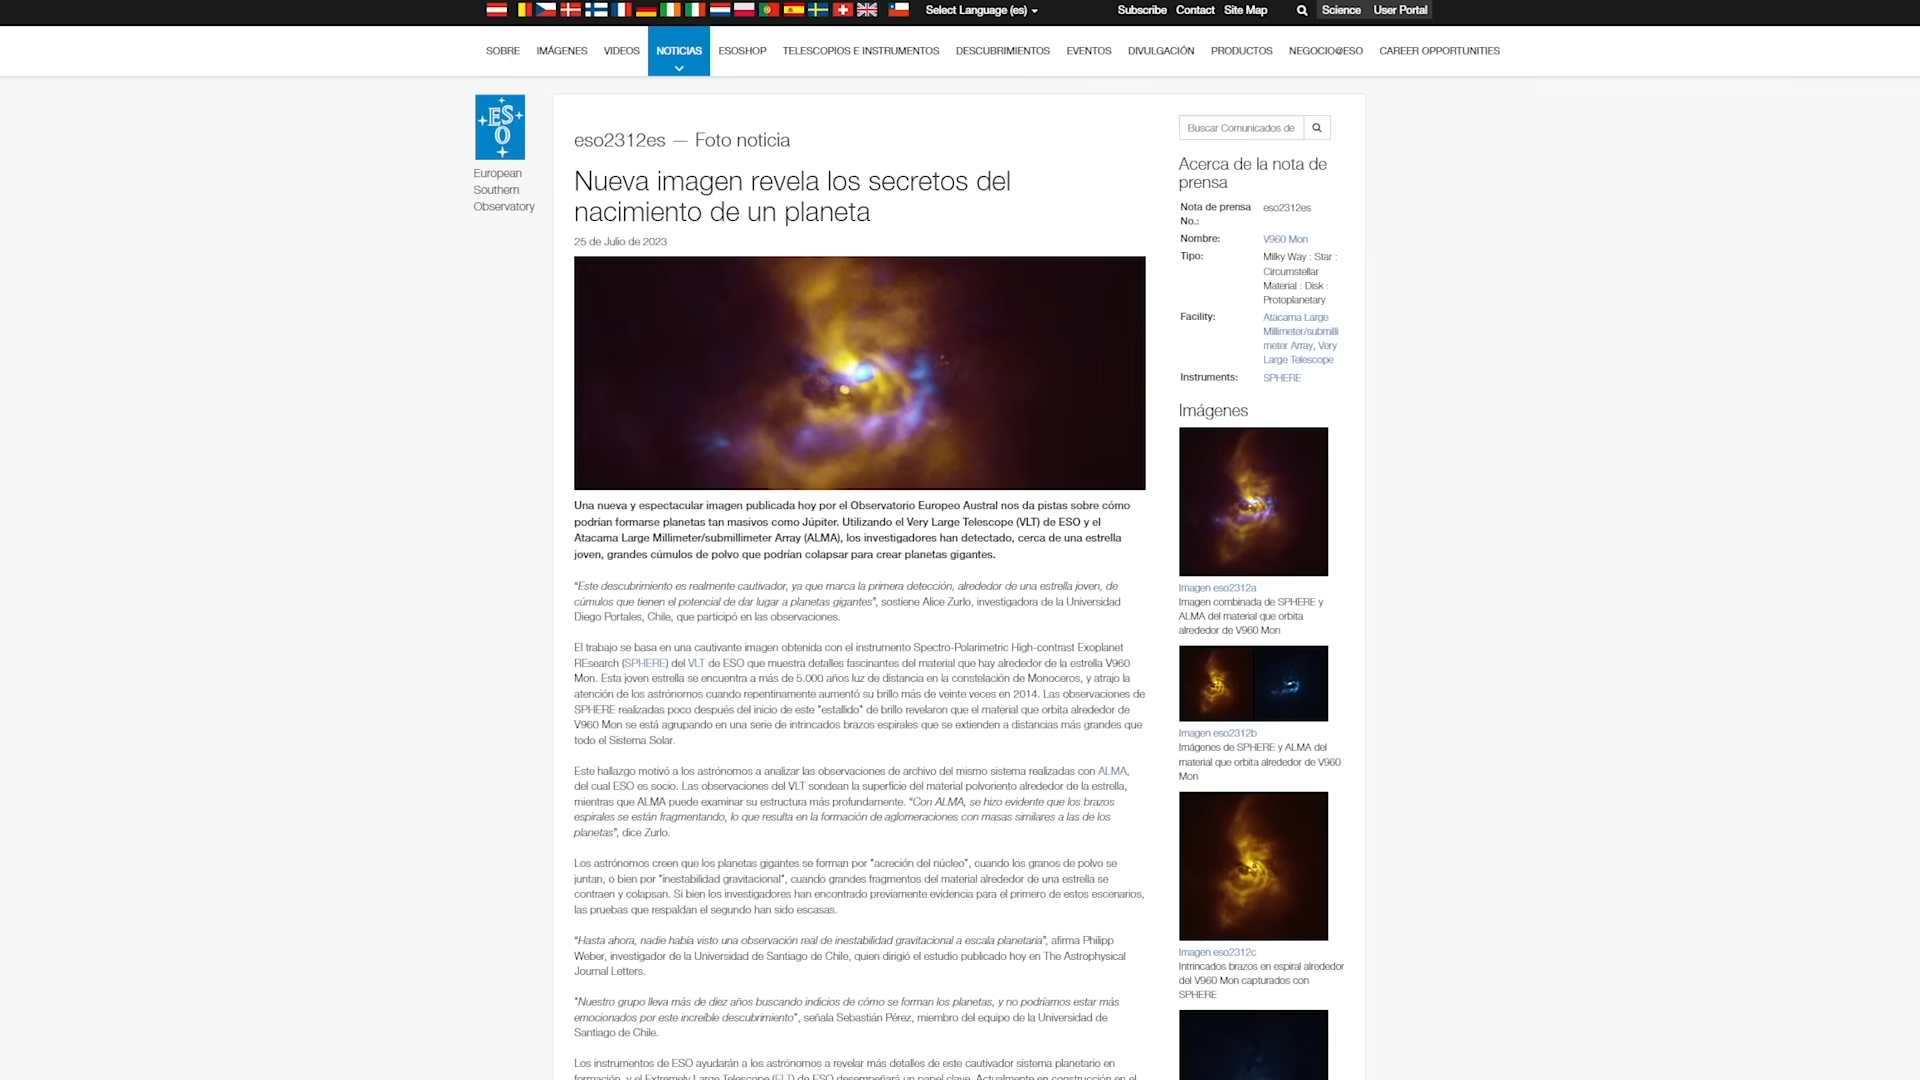 Select Language (es)
Subscribe Contact Site Map Science User Portal
SOBRE IMÁGENES VIDEOS NOTICIAS ESOSHOP TELESCOPIOS E INSTRUMENTOS DESCUBRIMIENTOS EVENTOS DIVULGACIÓN PRODUCTOS NEGOCIO@ESO CAREER OPPORTUNITIES
ESO
European
Southern
Observatory
eso2312es — Foto noticia
Nueva imagen revela los secretos del
nacimiento de un planeta
25 de Julio de 2023
Una nueva y espectacular imagen publicada hoy por el Observatorio Europeo Austral nos da pistas sobre cómo
podrían formarse planetas tan masivos como Júpiter. Utilizando el Very Large Telescope (VLT) de ESO y el
Atacama Large Millimeter/submillimeter Array (ALMA), los investigadores han detectado, cerca de una estrella
joven, grandes cúmulos de polvo que podrían colapsar para crear planetas gigantes.
“Este descubrimiento es realmente cautivador, ya que marca la primera detección, alrededor de una estrella joven, de
cúmulos que tienen el potencial de dar lugar a planetas gigantes”, sostiene Alice Zurlo, investigadora de la Universidad
Diego Portales, Chile, que participó en las observaciones.
El trabajo se basa en una cautivante imagen obtenida con el instrumento Spectro-Polarimetric High-contrast Exoplanet
REsearch (SPHERE) del VLT de ESO que muestra detalles fascinantes del material que hay alrededor de la estrella V960
Mon. Esta joven estrella se encuentra a más de 5.000 años luz de distancia en la constelación de Monoceros, y atrajo la
atención de los astrónomos cuando repentinamente aumentó su brillo más de veinte veces en 2014. Las observaciones de
SPHERE realizadas poco después del inicio de este "estallido" de brillo revelaron que el material que orbita alrededor de
V960 Mon se está agrupando en una serie de intrincados brazos espirales que se extienden a distancias más grandes que
todo el Sistema Solar.
Este hallazgo motivó a los astrónomos a analizar las observaciones de archivo del mismo sistema realizadas con ALMA,
del cual ESO es socio. Las observaciones del VLT sondean la superficie del material polvoriento alrededor de la estrella,
mientras que ALMA puede examinar su estructura más profundamente. “Con ALMA, se hizo evidente que los brazos
espirales se están fragmentando, lo que resulta en la formación de aglomeraciones con masas similares a las de los
planetas”, dice Zurlo.
Los astrónomos creen que los planetas gigantes se forman por "acreción del núcleo", cuando los granos de polvo se
juntan, o bien por "inestabilidad gravitacional", cuando grandes fragmentos del material alrededor de una estrella se
contraen y colapsan. Si bien los investigadores han encontrado previamente evidencia para el primero de estos escenarios,
las pruebas que respaldan el segundo han sido escasas.
“Hasta ahora, nadie había visto una observación real de inestabilidad gravitacional a escala planetaria”, afirma Philipp
Weber, investigador de la Universidad de Santiago de Chile, quien dirigió el estudio publicado hoy en The Astrophysical
Journal Letters.
"Nuestro grupo lleva más de diez años buscando indicios de cómo se forman los planetas, y no podríamos estar más
emocionados por este increíble descubrimiento", señala Sebastián Pérez, miembro del equipo de la Universidad de
Santiago de Chile.
Los instrumentos de ESO ayudarán a los astrónomos a revelar más detalles de este cautivador sistema planetario en
formación, y el Extremely Large Telescope (ELT) de ESO desempeñará un papel clave. Actualmente en construcción en el
Buscar Comunicados de
Acerca de la nota de
prensa
Nota de prensa No.: eso2312es
Nombre: V960 Mon
Tipo: Milky Way : Star :
Circumstellar
Material : Disk :
Protoplanetary
Facility: Atacama Large
Millimeter/submilli
meter Array, Very
Large Telescope
Instruments: SPHERE
Imágenes
Imagen eso2312a
Imagen combinada de SPHERE y
ALMA del material que orbita
alrededor de V960 Mon
Imagen eso2312b
Imágenes de SPHERE y ALMA del
material que orbita alrededor de V960
Mon
Imagen eso2312c
Intrincados brazos en espiral alrededor
del V960 Mon capturados con
SPHERE